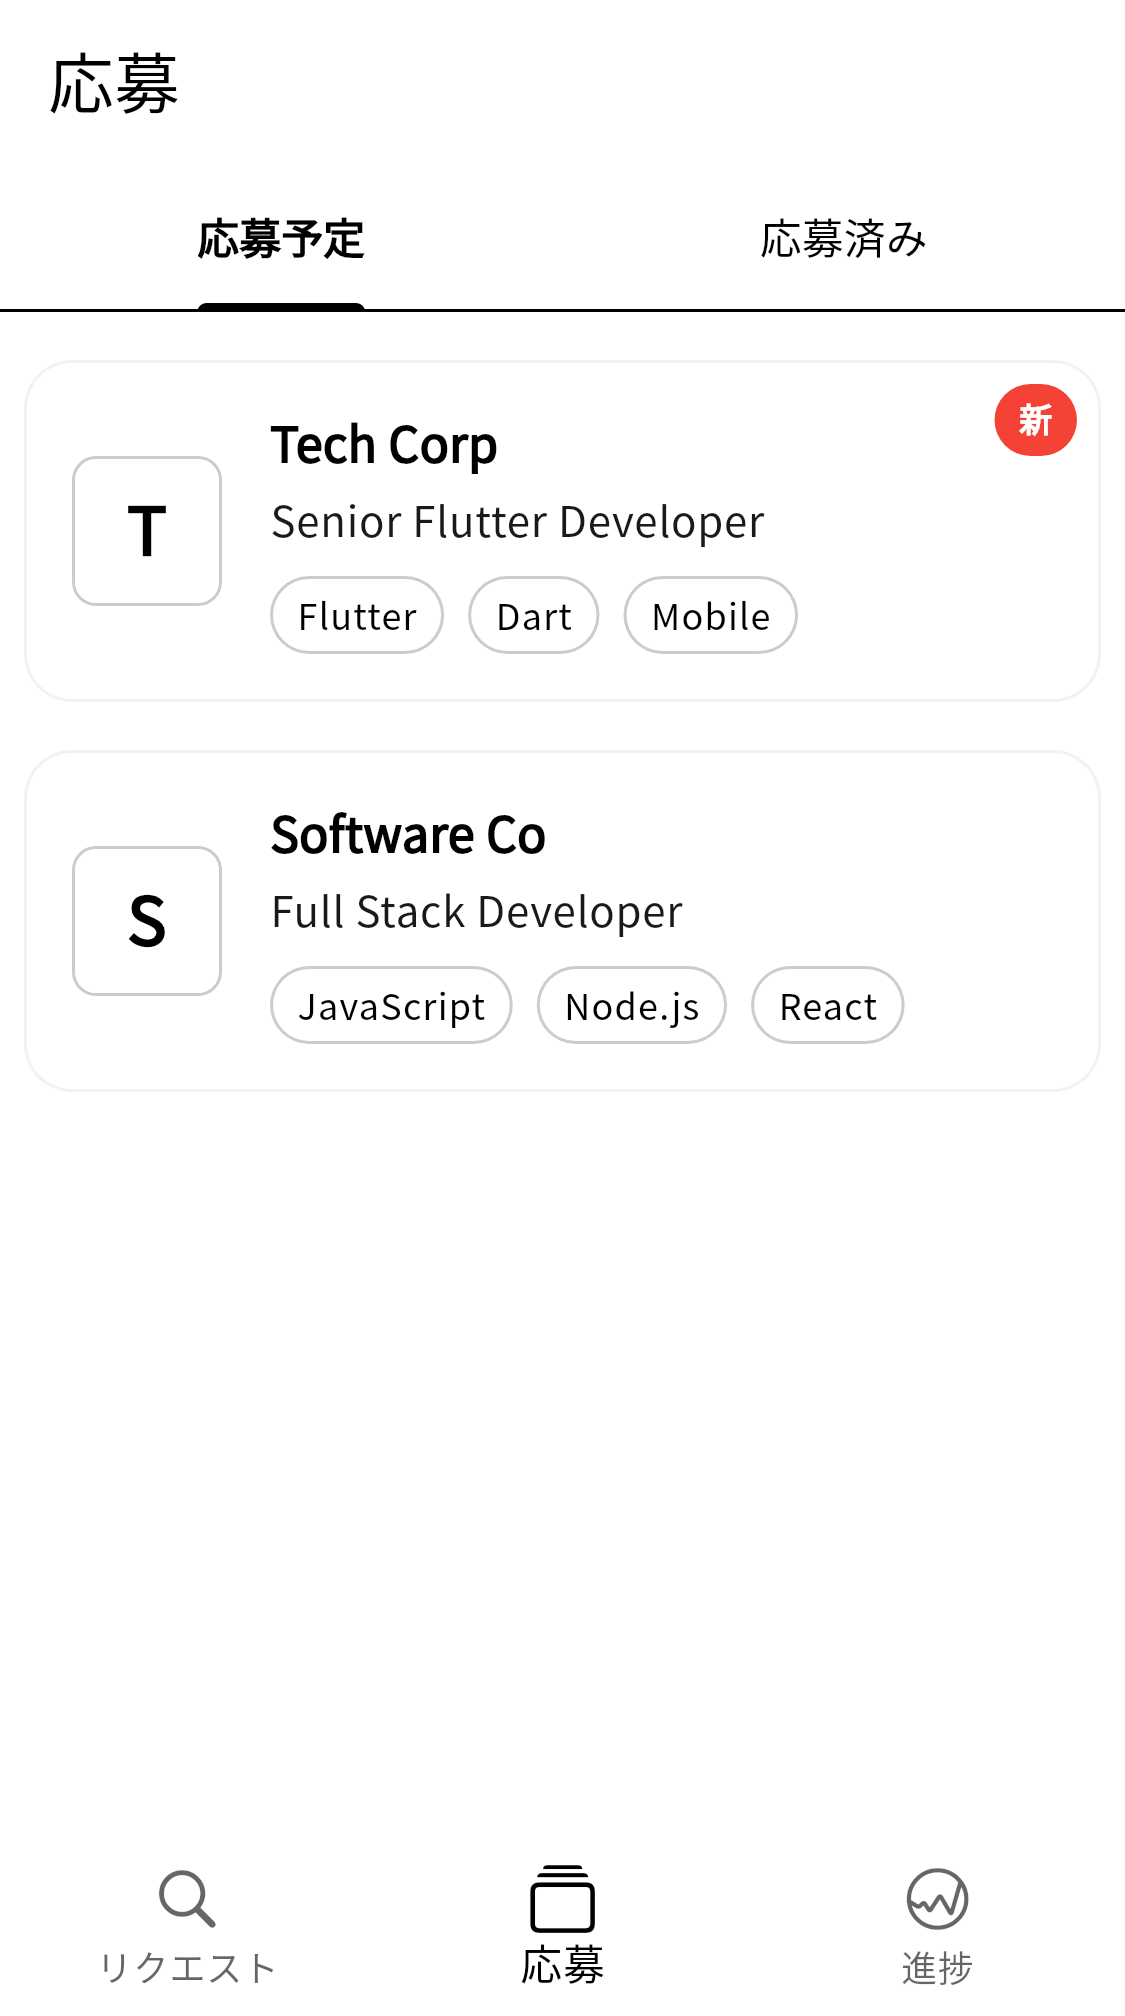 応募
応募予定
応募済み
新
T
Tech Corp
Senior Flutter Developer
Flutter
Dart
Mobile
S
Software Co
Full Stack Developer
JavaScript
Node.js
React
リクエスト
応募
進捗